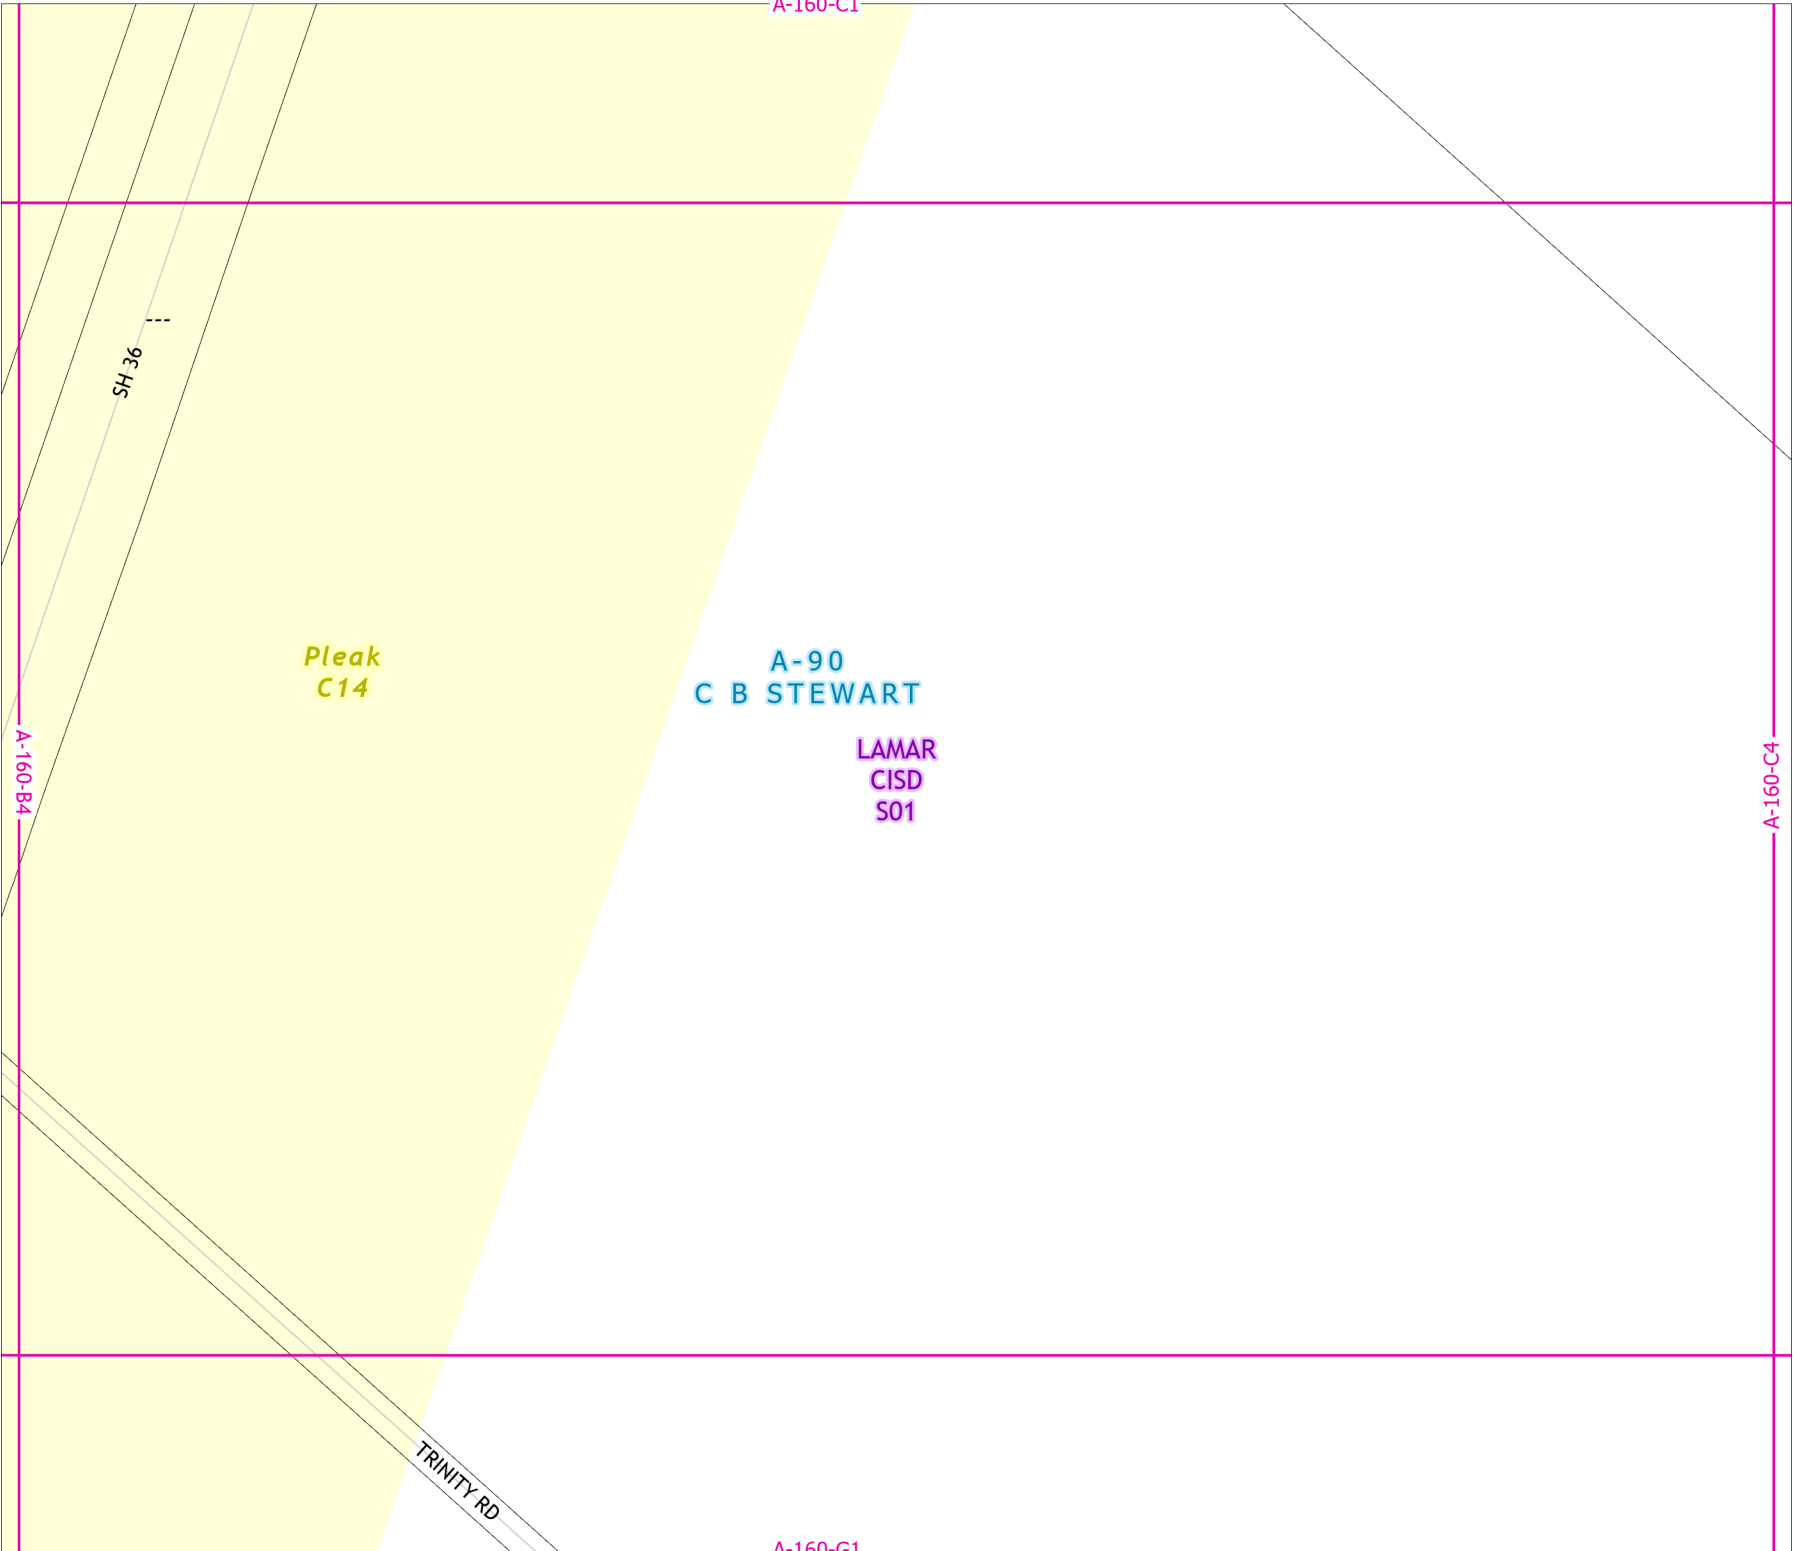 A-160-C1
---
SH 36
Pleak
C14
A-90
C B STEWART
LAMAR
CISD
S01
A-160-B4
A-160-C4
TRINITY RD
A-160-G1